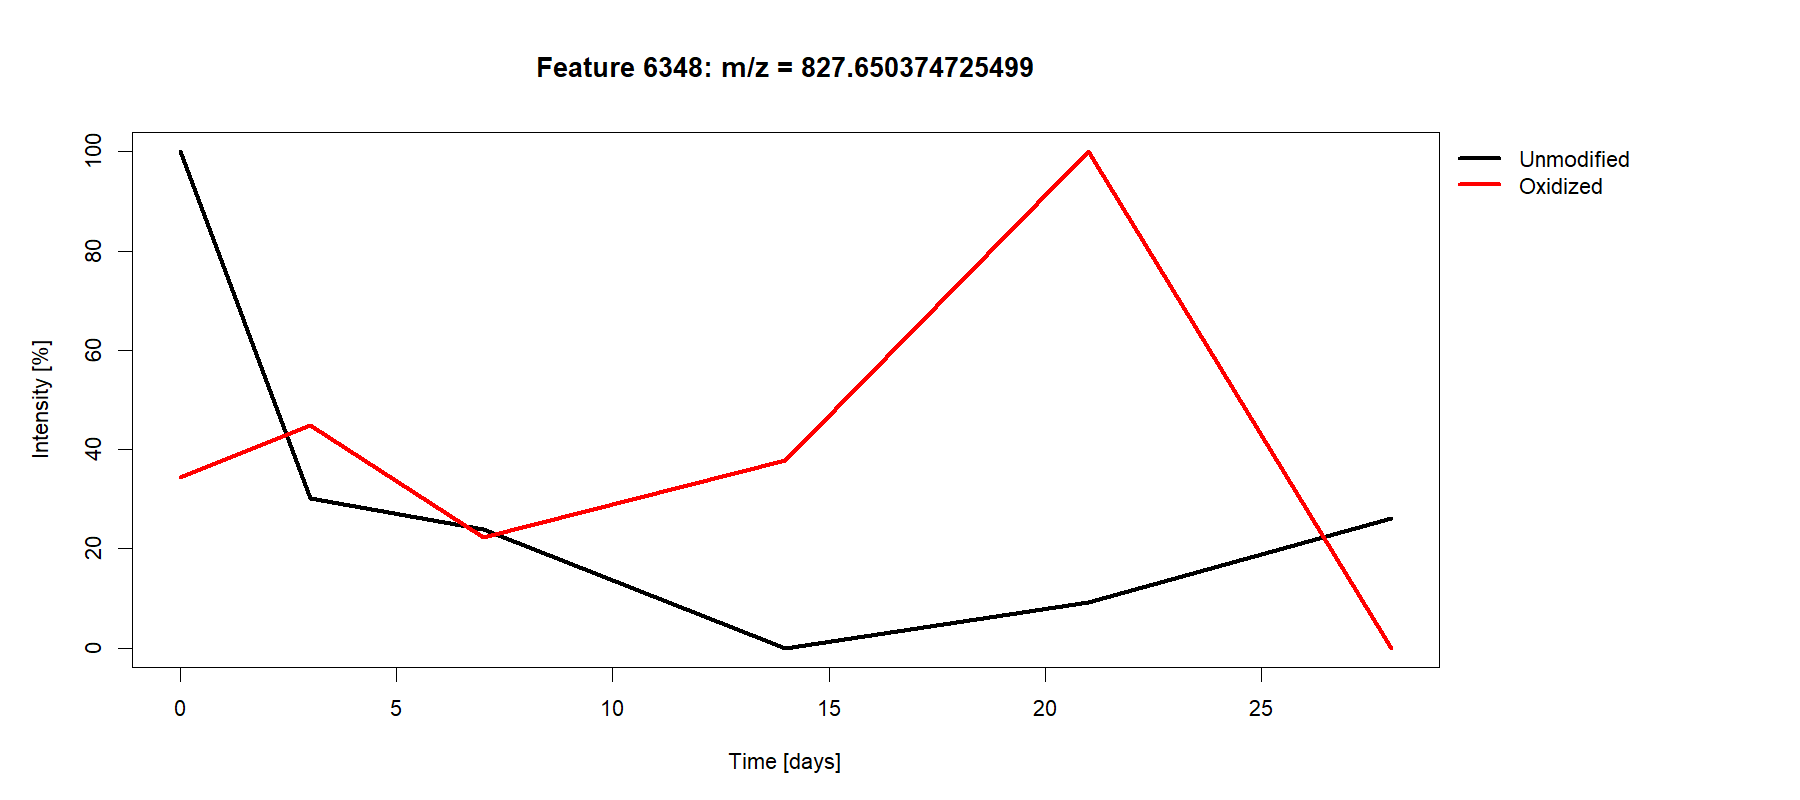 Feature 6348: m/z = 827.650374725499
Unmodified
Oxidized
Intensity [%]
100
80
60
40
20
0
0 5 10 15 20 25
Time [days]